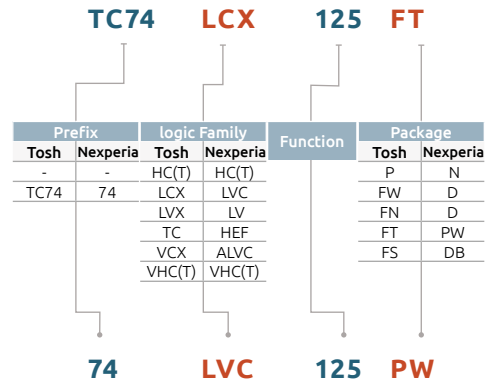 TC74 LCX 125 FT
Prefix logic Family Function Package
Tosh Nexperia Tosh Nexperia Tosh Nexperia
- - HC(T) HC(T) P N
TC74 74 LCX LVC FW D
LVX LV FN D
TC HEF FT PW
VCX ALVC FS DB
VHC(T) VHC(T)
74 LVC 125 PW